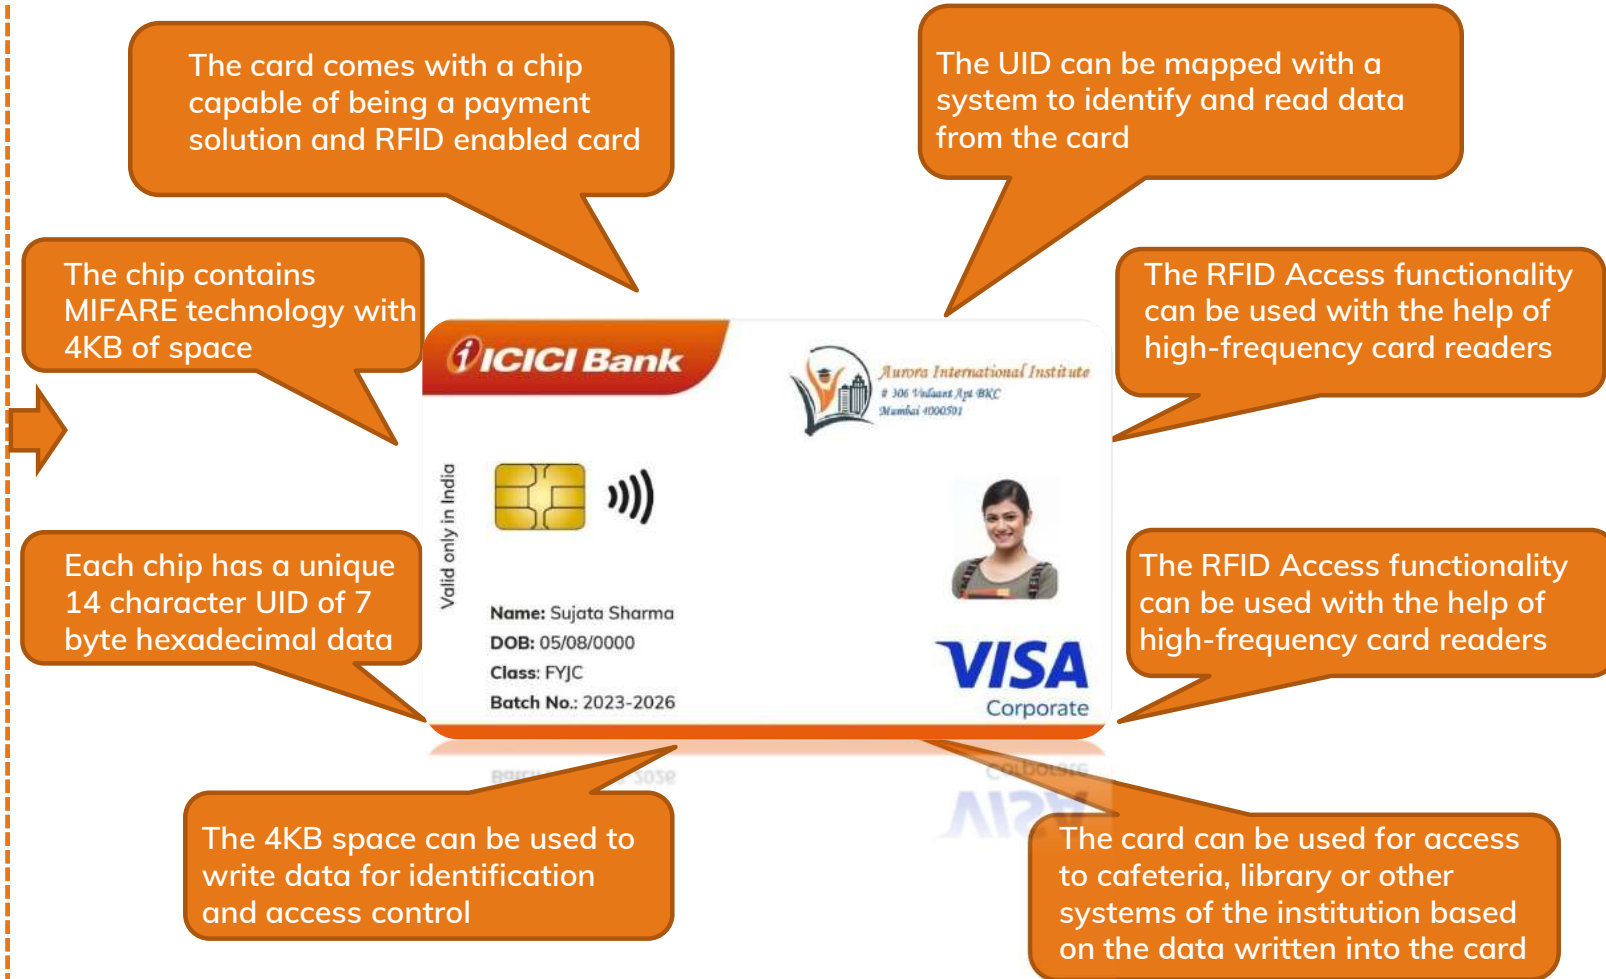 The card comes with a chip
capable of being a payment
solution and RFID enabled card
The UID can be mapped with a
system to identify and read data
from the card
The chip contains
MIFARE technology with
4KB of space
The RFID Access functionality
can be used with the help of
high-frequency card readers
ICICI Bank
Aurora International Institute
# 306 Vedaant Apt BKC
Mumbai 4000501
Valid only in India
Each chip has a unique
14 character UID of 7
byte hexadecimal data
Name: Sujata Sharma
DOB: 05/08/0000
Class: FYJC
Batch No.: 2023-2026
VISA
Corporate
The RFID Access functionality
can be used with the help of
high-frequency card readers
The 4KB space can be used to
write data for identification
and access control
The card can be used for access
to cafeteria, library or other
systems of the institution based
on the data written into the card